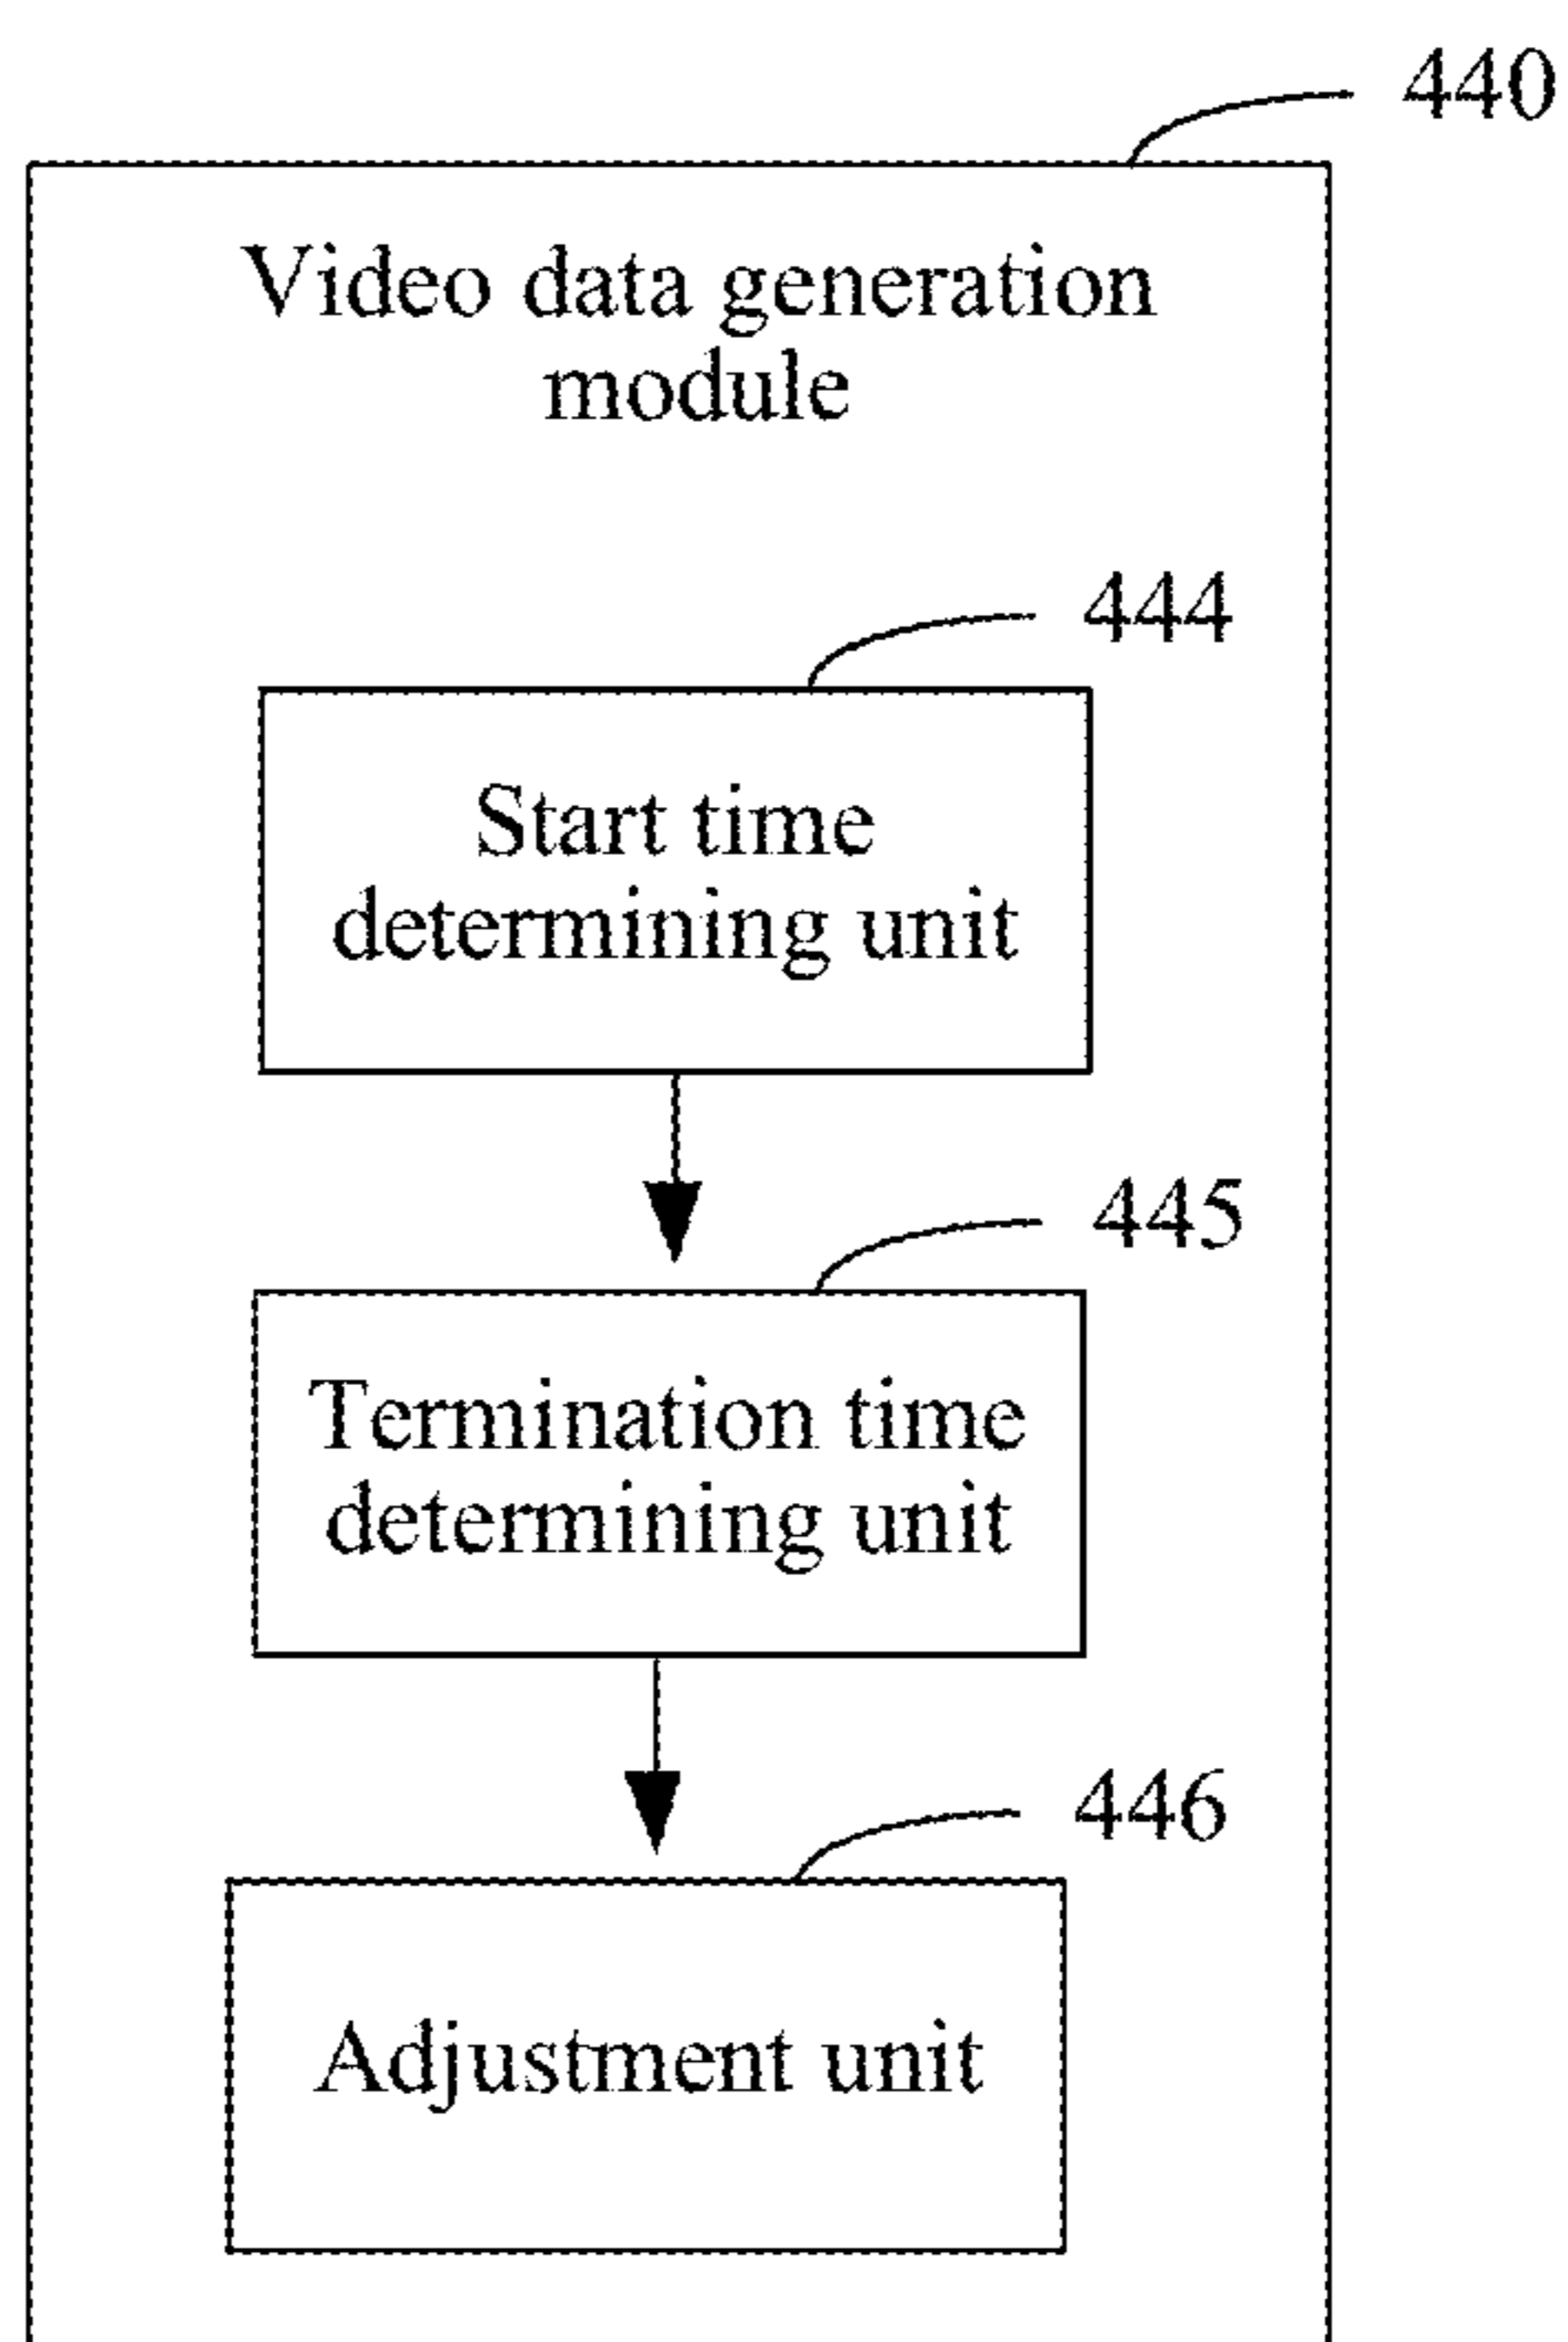 440
Video data generation
module
444
Start time
determining unit
445
Termination time
determining unit
446
Adjustment unit